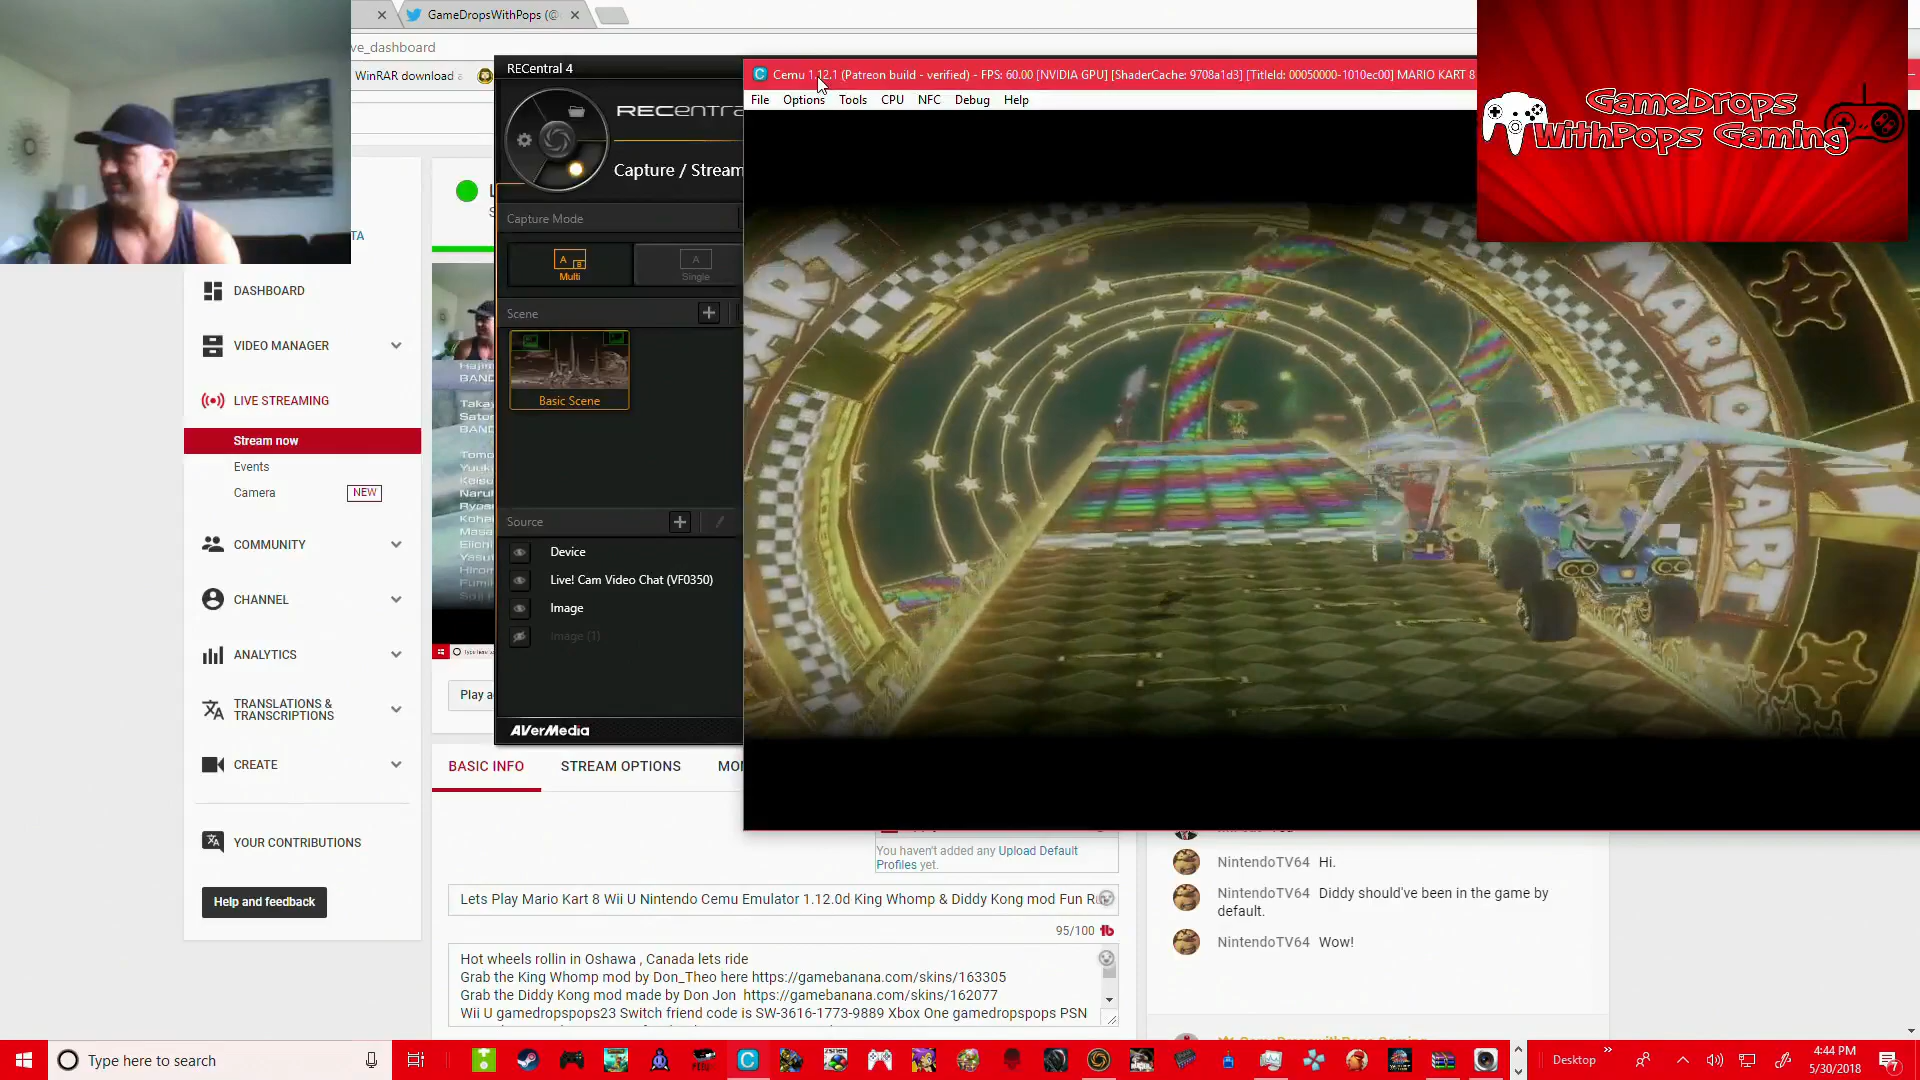 GameDropsWithPops (@
ve_dashboard
WinRAR download a
RECentral 4
Capture / Stream
Cemu 1.12.1 (Patreon build - verified) - FPS: 60.00 [NVIDIA GPU] [ShaderCache: 9708a1d3] [TitleId: 00050000-1010ec00] MARIO KART 8
File Options Tools CPU NFC Debug Help
GameDrops
WithPops Gaming
Capture Mode
Multi
Single
Scene
Basic Scene
Source
Device
Live! Cam Video Chat (VF0350)
Image
Image (1)
AVerMedia
MARIOKART
TA
DASHBOARD
VIDEO MANAGER
LIVE STREAMING
Stream now
Events
Camera
NEW
COMMUNITY
CHANNEL
ANALYTICS
TRANSLATIONS &
TRANSCRIPTIONS
CREATE
YOUR CONTRIBUTIONS
Help and feedback
Play a
BASIC INFO
STREAM OPTIONS
You haven't added any Upload Default
Profiles yet.
Lets Play Mario Kart 8 Wii U Nintendo Cemu Emulator 1.12.0d King Whomp & Diddy Kong mod Fun R
95/100
Hot wheels rollin in Oshawa , Canada lets ride
Grab the King Whomp mod by Don_Theo here https://gamebanana.com/skins/163305
Grab the Diddy Kong mod made by Don Jon https://gamebanana.com/skins/162077
Wii U gamedropspops23 Switch friend code is SW-3616-1773-9889 Xbox One gamedropspops PSN
NintendoTV64 Hi.
NintendoTV64 Diddy should've been in the game by
default.
NintendoTV64 Wow!
Type here to search
Desktop
4:44 PM
5/30/2018